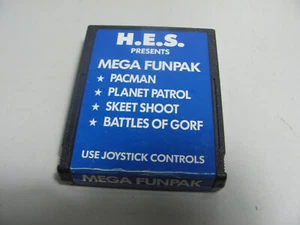 H.E.S.
PRESENTS
MEGA FUNPAK
★ PACMAN
★ PLANET PATROL
★ SKEET SHOOT
★ BATTLES OF GORF
USE JOYSTICK CONTROLS
MEGA FUNPAK